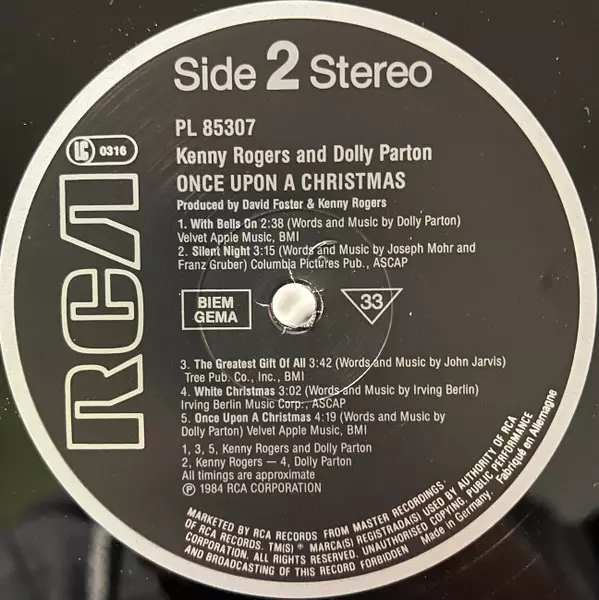 Side 2 Stereo
PL 85307
LC 0316
Kenny Rogers and Dolly Parton
ONCE UPON A CHRISTMAS
Produced by David Foster & Kenny Rogers
1. With Bells On 2:38 (Words and Music by Dolly Parton)
Velvet Apple Music, BMI
2. Silent Night 3:15 (Words and Music by Joseph Mohr and
Franz Gruber) Columbia Pictures Pub., ASCAP
BIEM
GEMA
33
RCA
3. The Greatest Gift Of All 3:42 (Words and Music by John Jarvis)
Tree Pub. Co., Inc., BMI
4. White Christmas 3:02 (Words and Music by Irving Berlin)
Irving Berlin Music Corp., ASCAP
5. Once Upon A Christmas 4:19 (Words and Music by
Dolly Parton) Velvet Apple Music, BMI
1, 3, 5, Kenny Rogers and Dolly Parton
2, Kenny Rogers — 4, Dolly Parton
All timings are approximate
℗ 1984 RCA CORPORATION
MARKETED BY RCA RECORDS FROM MASTER RECORDINGS
OF RCA RECORDS. TM(S) ® MARCA(S) REGISTRADA(S) USED BY AUTHORITY OF RCA
CORPORATION. ALL RIGHTS RESERVED. UNAUTHORISED COPYING, PUBLIC PERFORMANCE
AND BROADCASTING OF THIS RECORD FORBIDDEN
Made in Germany.
Fabriqué en Allemagne